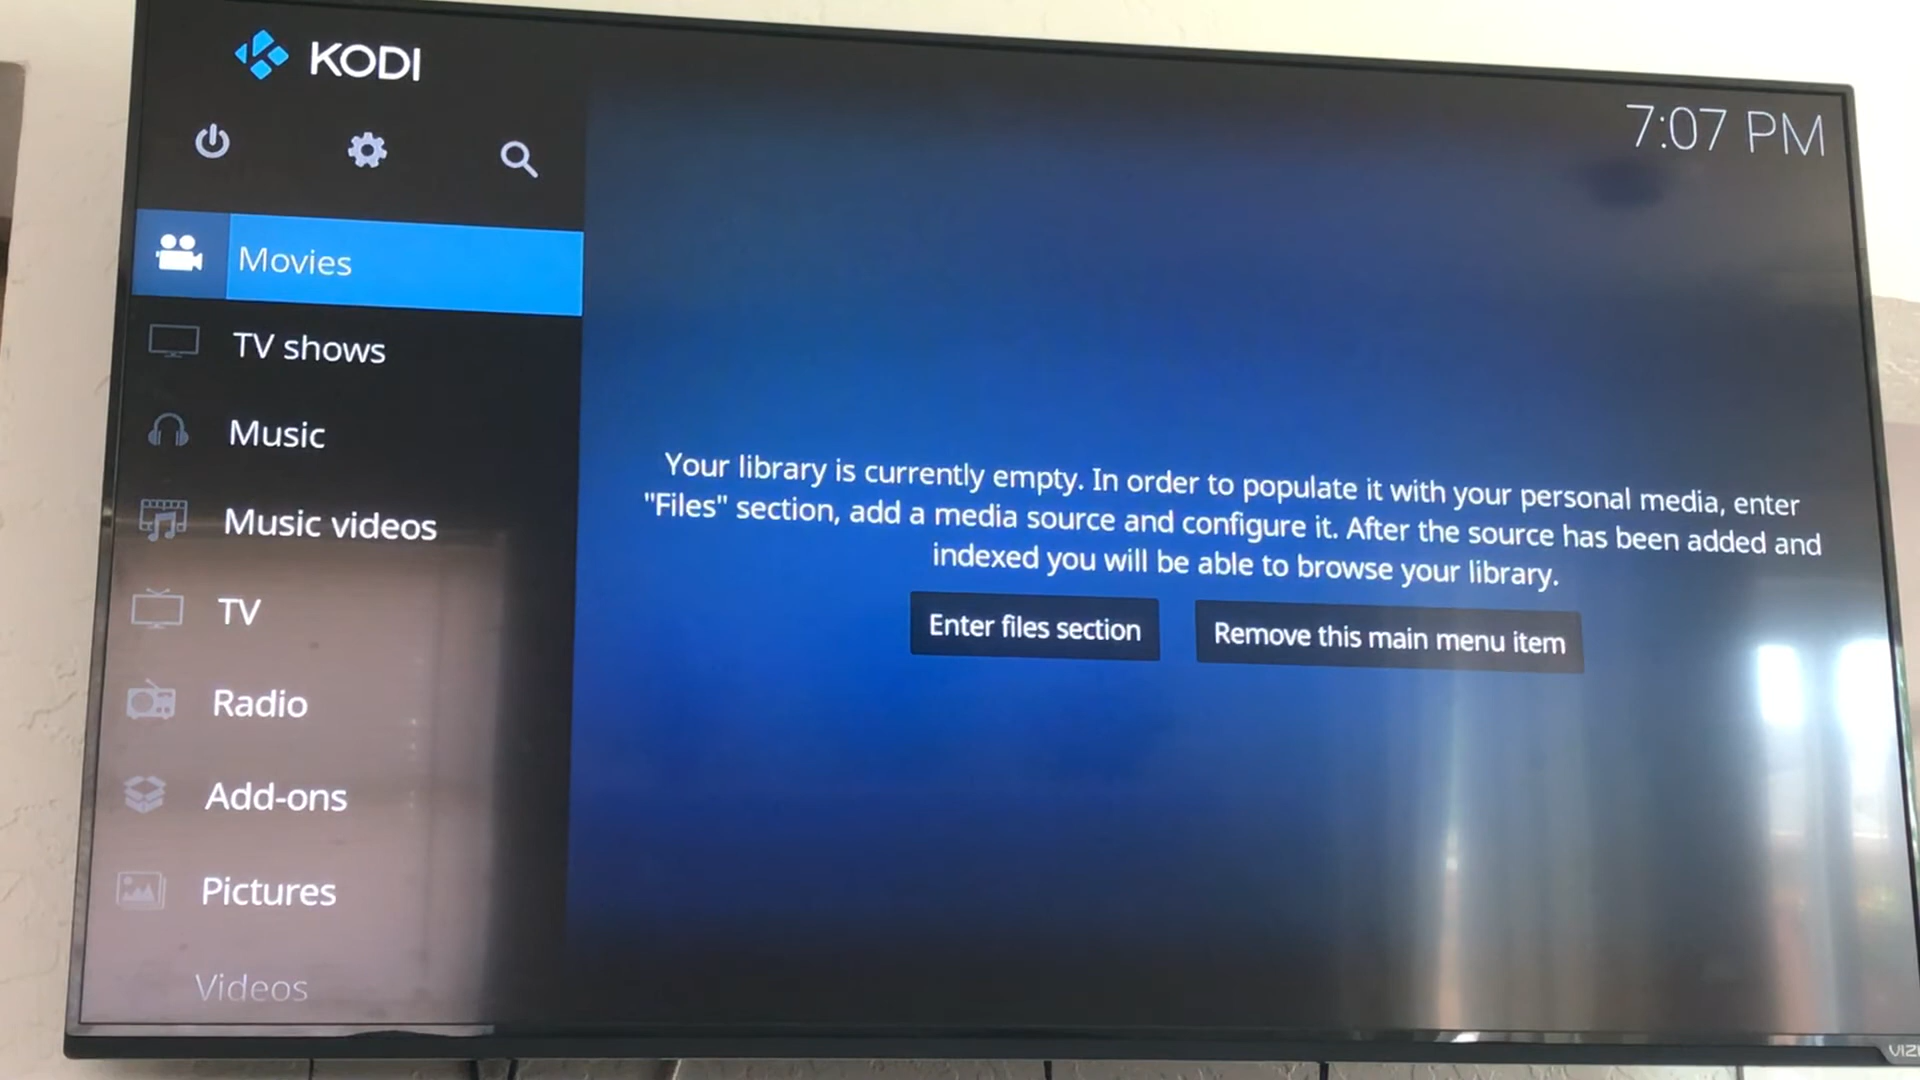 KODI
7:07 PM
Movies
TV shows
Music
Music videos
TV
Radio
Add-ons
Pictures
Videos
Your library is currently empty. In order to populate it with your personal media, enter
"Files" section, add a media source and configure it. After the source has been added and
indexed you will be able to browse your library.
Enter files section
Remove this main menu item